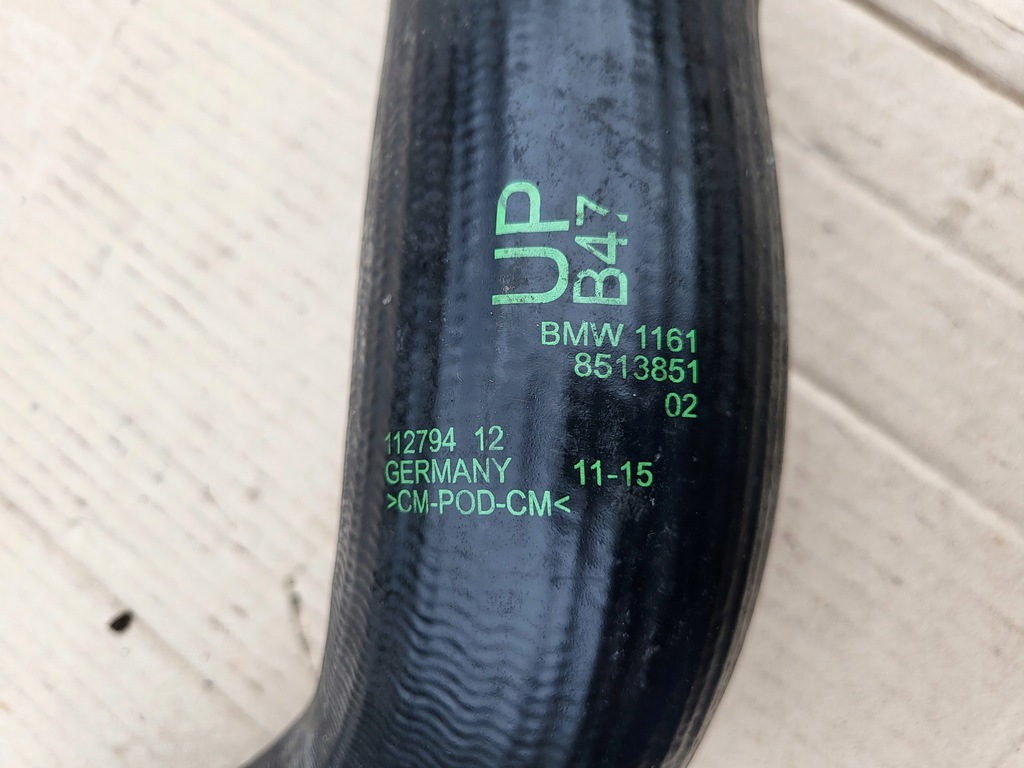 UP
B47
BMW 1161
8513851
02
112794 12
GERMANY 11-15
>CM-POD-CM<